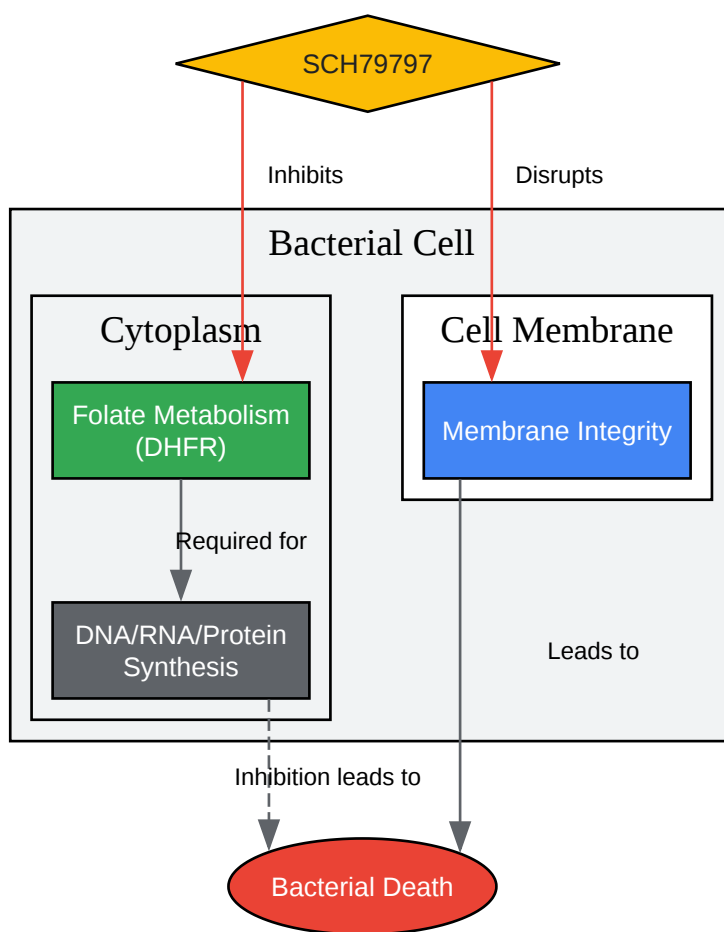 SCH79797
Inhibits
Disrupts
Bacterial Cell
Cytoplasm
Cell Membrane
Folate Metabolism
(DHFR)
Membrane Integrity
Required for
DNA/RNA/Protein
Synthesis
Leads to
Inhibition leads to
Bacterial Death